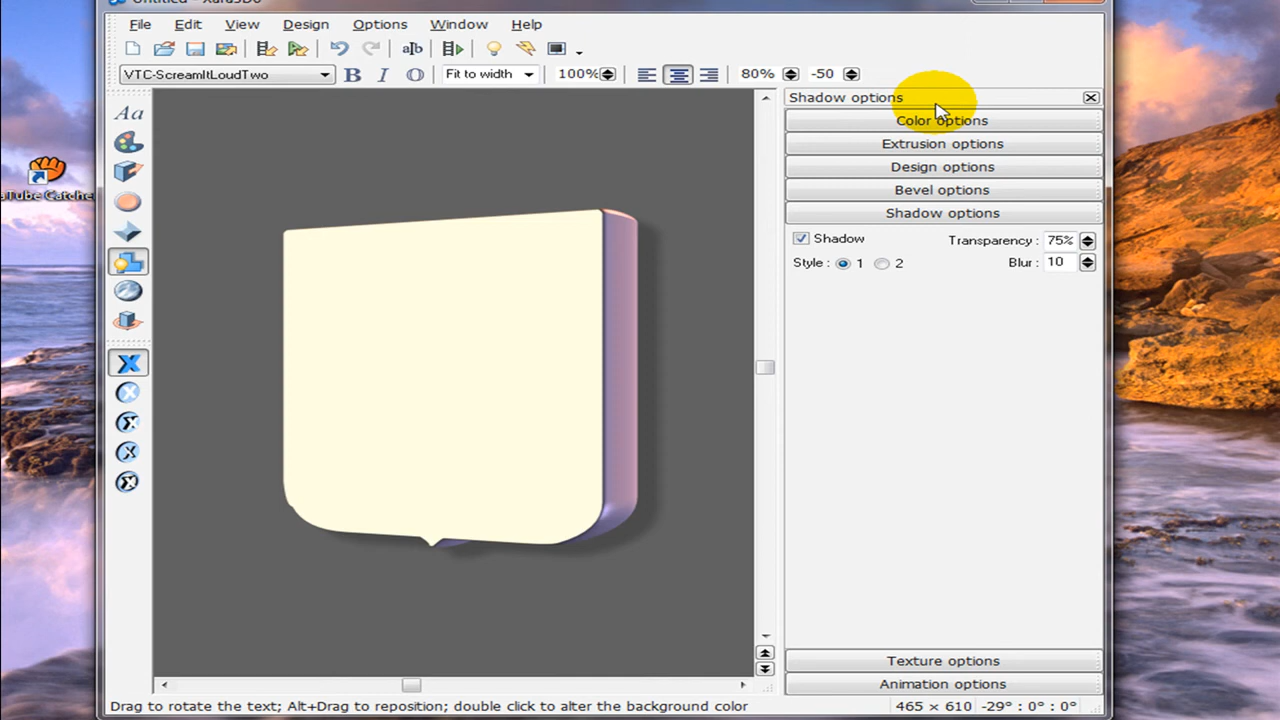 File Edit View Design Options Window Help
VTC-ScreamItLoudTwo B I O Fit to width 100% 80% -50
Shadow options
Color options
Extrusion options
Design options
Bevel options
Shadow options
Shadow Transparency : 75%
Style : 1 2 Blur : 10
Aa
Texture options
Animation options
Drag to rotate the text; Alt+Drag to reposition; double click to alter the background color 465 × 610 -29° : 0° : 0°